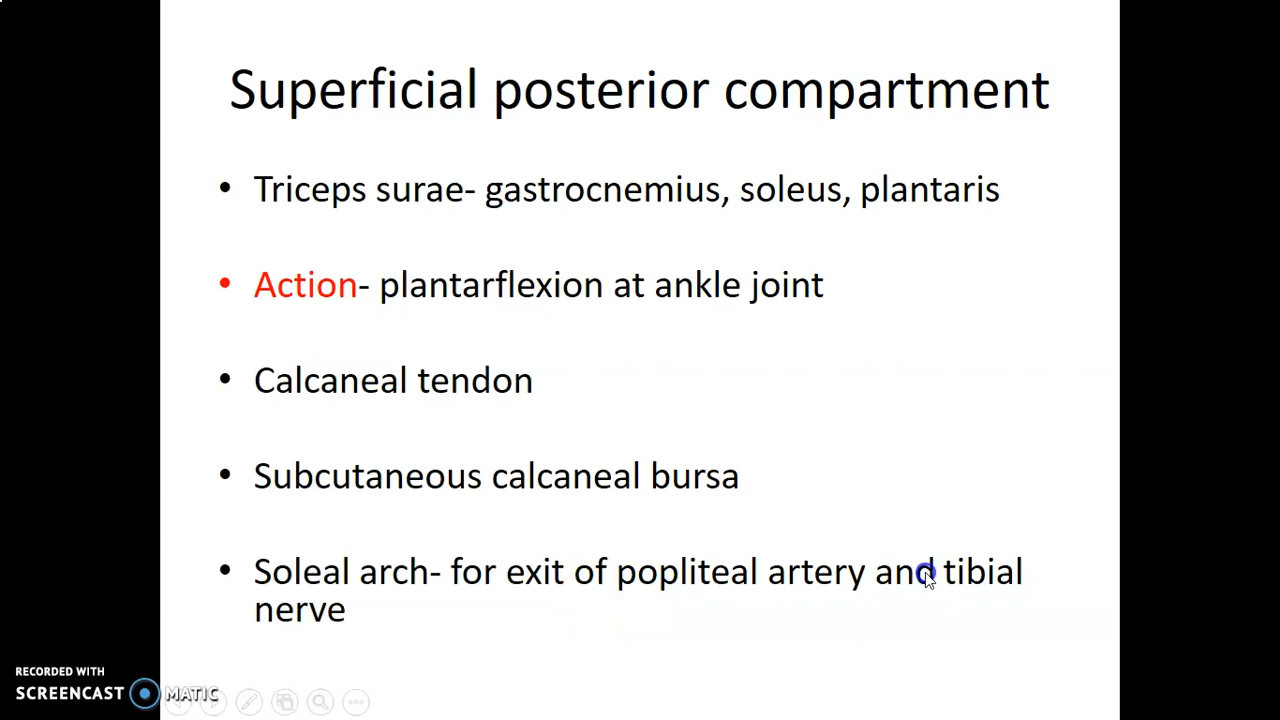 Superficial posterior compartment
• Triceps surae- gastrocnemius, soleus, plantaris
• Action- plantarflexion at ankle joint
• Calcaneal tendon
• Subcutaneous calcaneal bursa
• Soleal arch- for exit of popliteal artery and tibial
nerve
RECORDED WITH
SCREENCAST MATIC